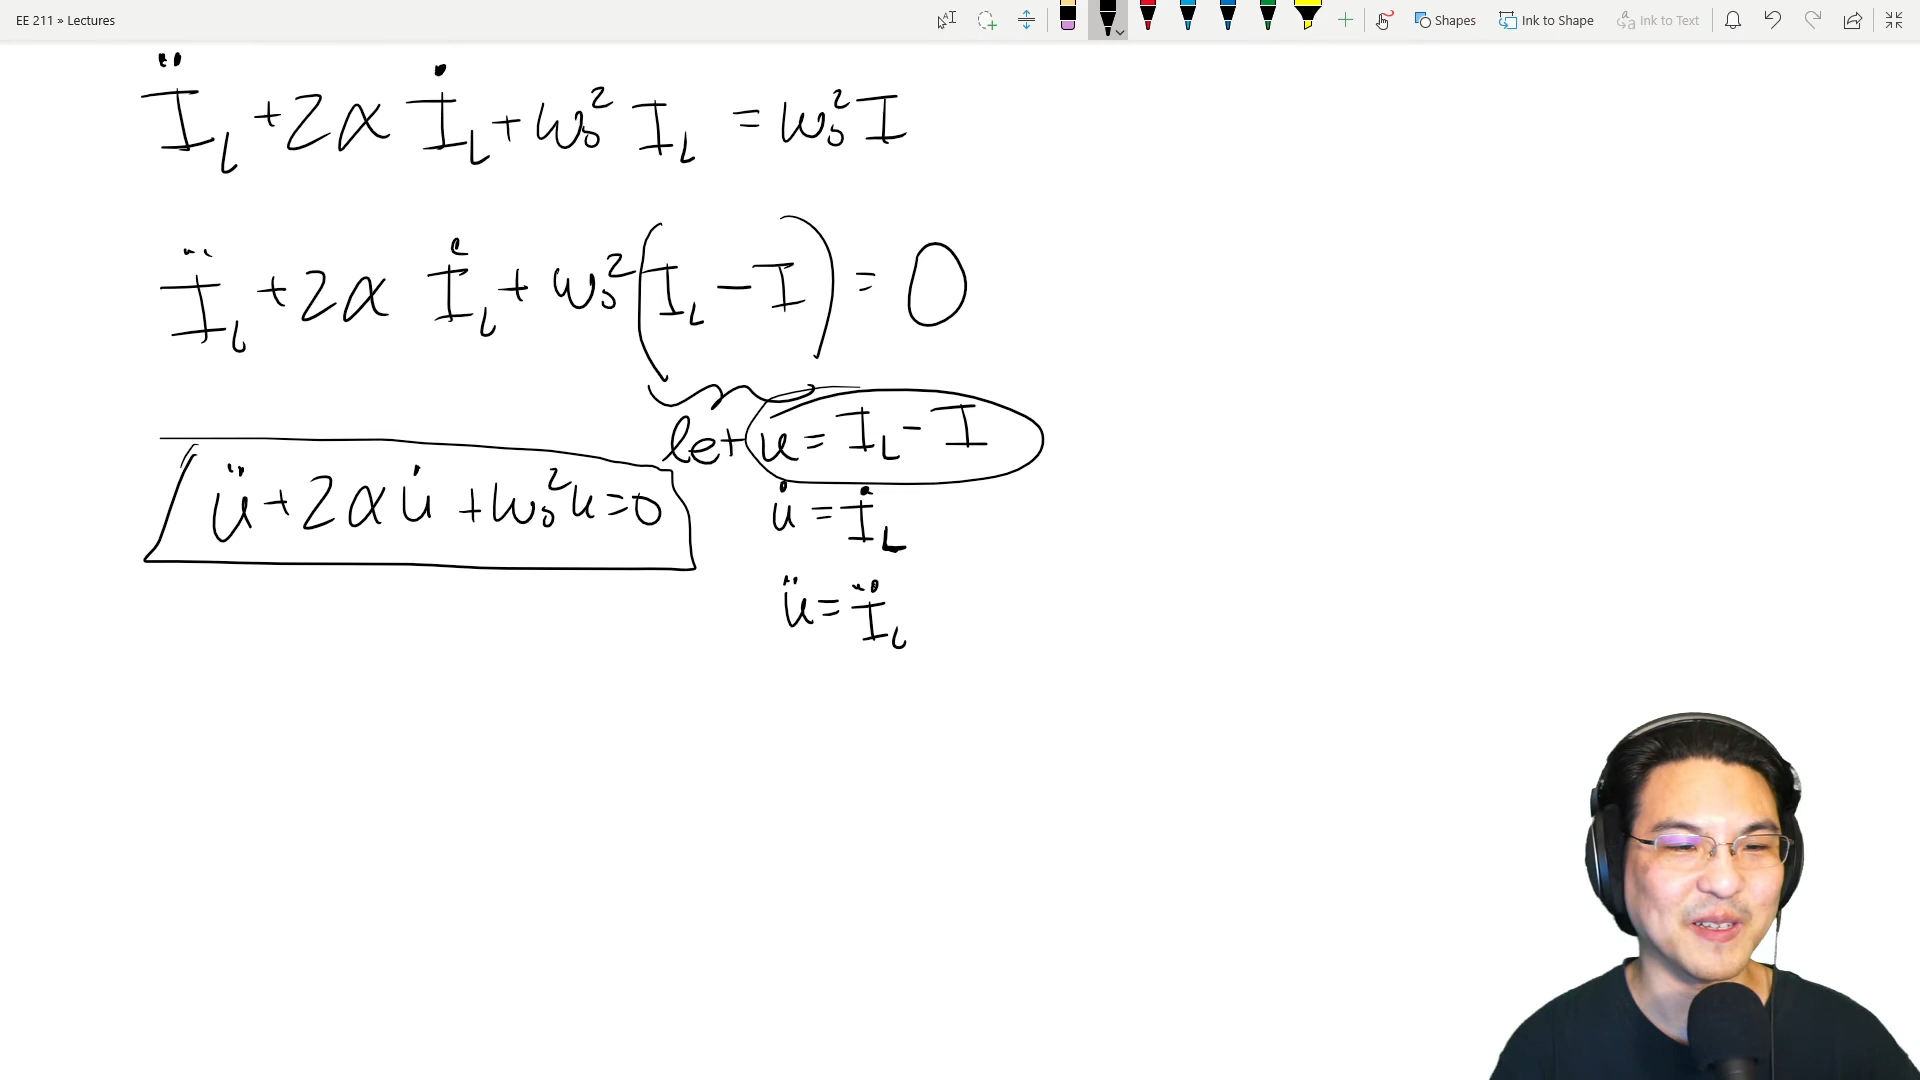 EE 211 » Lectures
Shapes
Ink to Shape
Ink to Text
Ï_L + 2α İ_L + ω₀² I_L = ω₀² I
Ï_L + 2α İ_L + ω₀² (I_L − I) = 0
let u = I_L − I
ü + 2α u̇ + ω₀² u = 0
u̇ = İ_L
ü = Ï_L